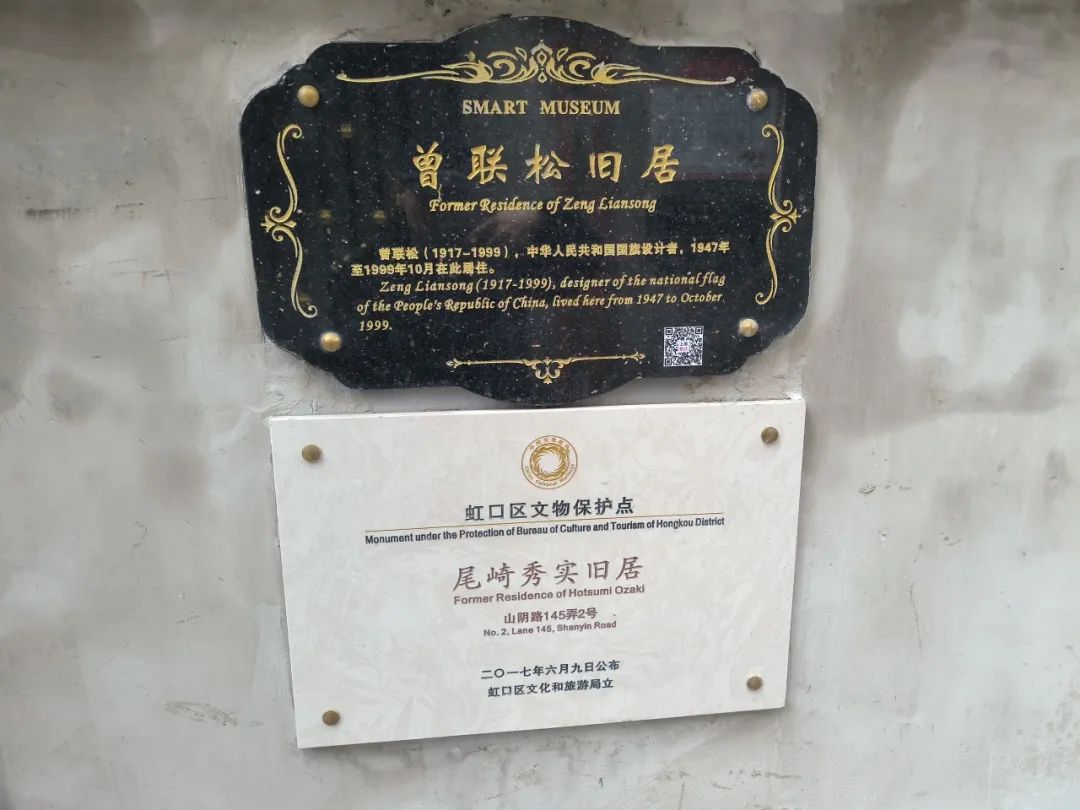 SMART MUSEUM
曾联松旧居
Former Residence of Zeng Liansong
曾联松（1917-1999），中华人民共和国国旗设计者，1947年
至1999年10月在此居住。
Zeng Liansong (1917-1999), designer of the national flag
of the People's Republic of China, lived here from 1947 to October
1999.
虹口区文物保护点
Monument under the Protection of Bureau of Culture and Tourism of Hongkou District
尾崎秀实旧居
Former Residence of Hotsumi Ozaki
山阴路145弄2号
No. 2, Lane 145, Shanyin Road
二〇一七年六月九日公布
虹口区文化和旅游局立